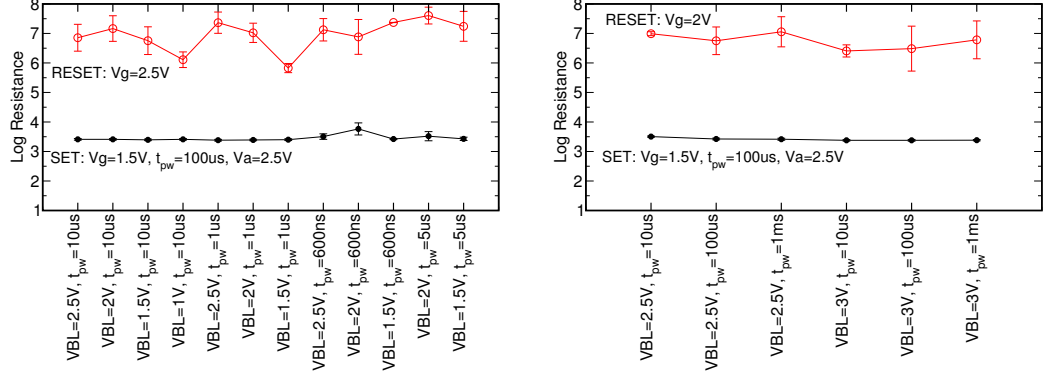 8
7
6
5
4
3
2
1
Log Resistance
RESET: Vg=2.5V
SET: Vg=1.5V, tpw=100us, Va=2.5V
VBL=2.5V, tpw=10us
VBL=2V, tpw=10us
VBL=1.5V, tpw=10us
VBL=1V, tpw=10us
VBL=2.5V, tpw=1us
VBL=2V, tpw=1us
VBL=1.5V, tpw=1us
VBL=2.5V, tpw=600ns
VBL=2V, tpw=600ns
VBL=1.5V, tpw=600ns
VBL=2V, tpw=5us
VBL=1.5V, tpw=5us
8
7
6
5
4
3
2
1
Log Resistance
RESET: Vg=2V
SET: Vg=1.5V, tpw=100us, Va=2.5V
VBL=2.5V, tpw=10us
VBL=2.5V, tpw=100us
VBL=2.5V, tpw=1ms
VBL=3V, tpw=10us
VBL=3V, tpw=100us
VBL=3V, tpw=1ms